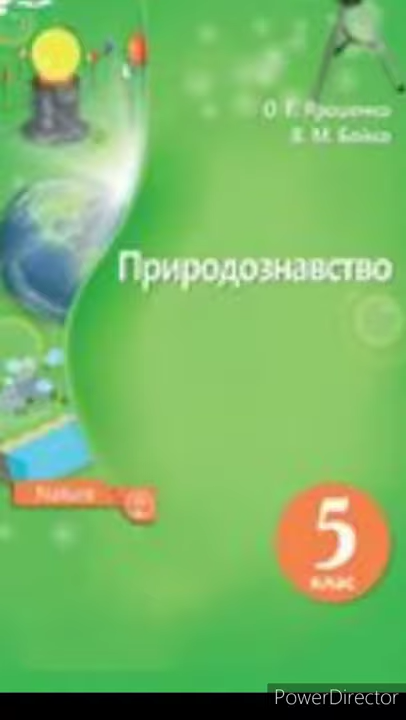 О. Г. Ярошенко
В. М. Бойко
Природознавство
5
клас
PowerDirector